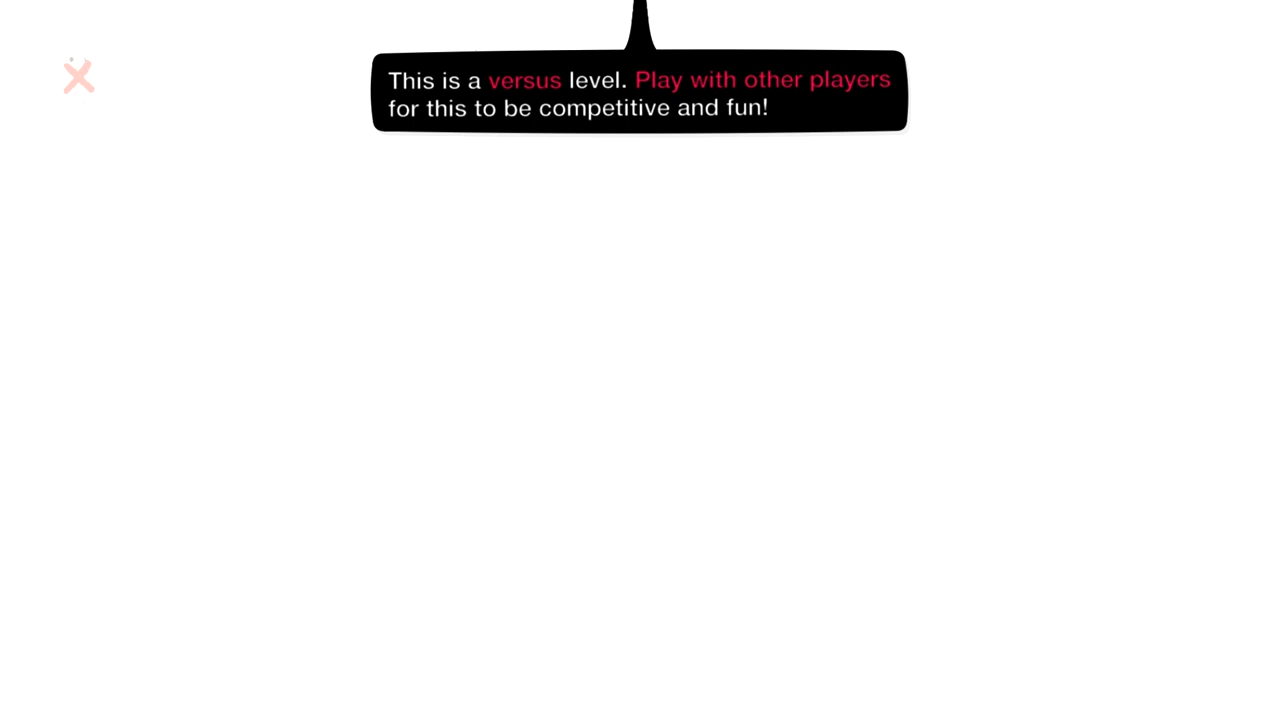 This is a versus level. Play with other players
for this to be competitive and fun!